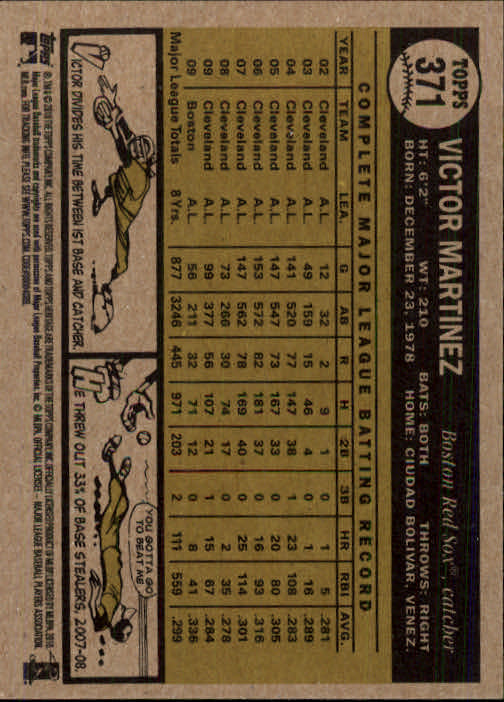 TOPPS
371
VICTOR MARTINEZ
Boston Red Sox®, catcher
HT: 6'2" WT: 210 BATS: BOTH THROWS: RIGHT
BORN: DECEMBER 23, 1978 HOME: CIUDAD BOLIVAR, VENEZ.
COMPLETE MAJOR LEAGUE BATTING RECORD
YEAR TEAM LEA. G AB R H 2B 3B HR RBI AVG.
02 Cleveland A.L. 12 32 2 9 1 1 5 .281
03 Cleveland A.L. 49 159 15 46 4 1 16 .289
04 Cleveland A.L. 141 520 77 147 38 1 23 108 .283
05 Cleveland A.L. 147 547 73 167 33 20 80 .305
06 Cleveland A.L. 153 572 82 181 37 16 93 .316
07 Cleveland A.L. 147 562 78 169 40 25 114 .301
08 Cleveland A.L. 73 266 30 74 17 2 35 .278
09 Cleveland A.L. 99 377 56 107 21 1 15 67 .284
09 Boston A.L. 56 211 32 71 12 8 41 .336
Major League Totals 8 Yrs. 877 3246 445 971 203 2 111 559 .299
VICTOR DIVIDES HIS TIME BETWEEN 1ST BASE AND CATCHER.
YOU GOTTA GO TO BEAT ME
HE THREW OUT 33% OF BASE STEALERS, 2007-08.